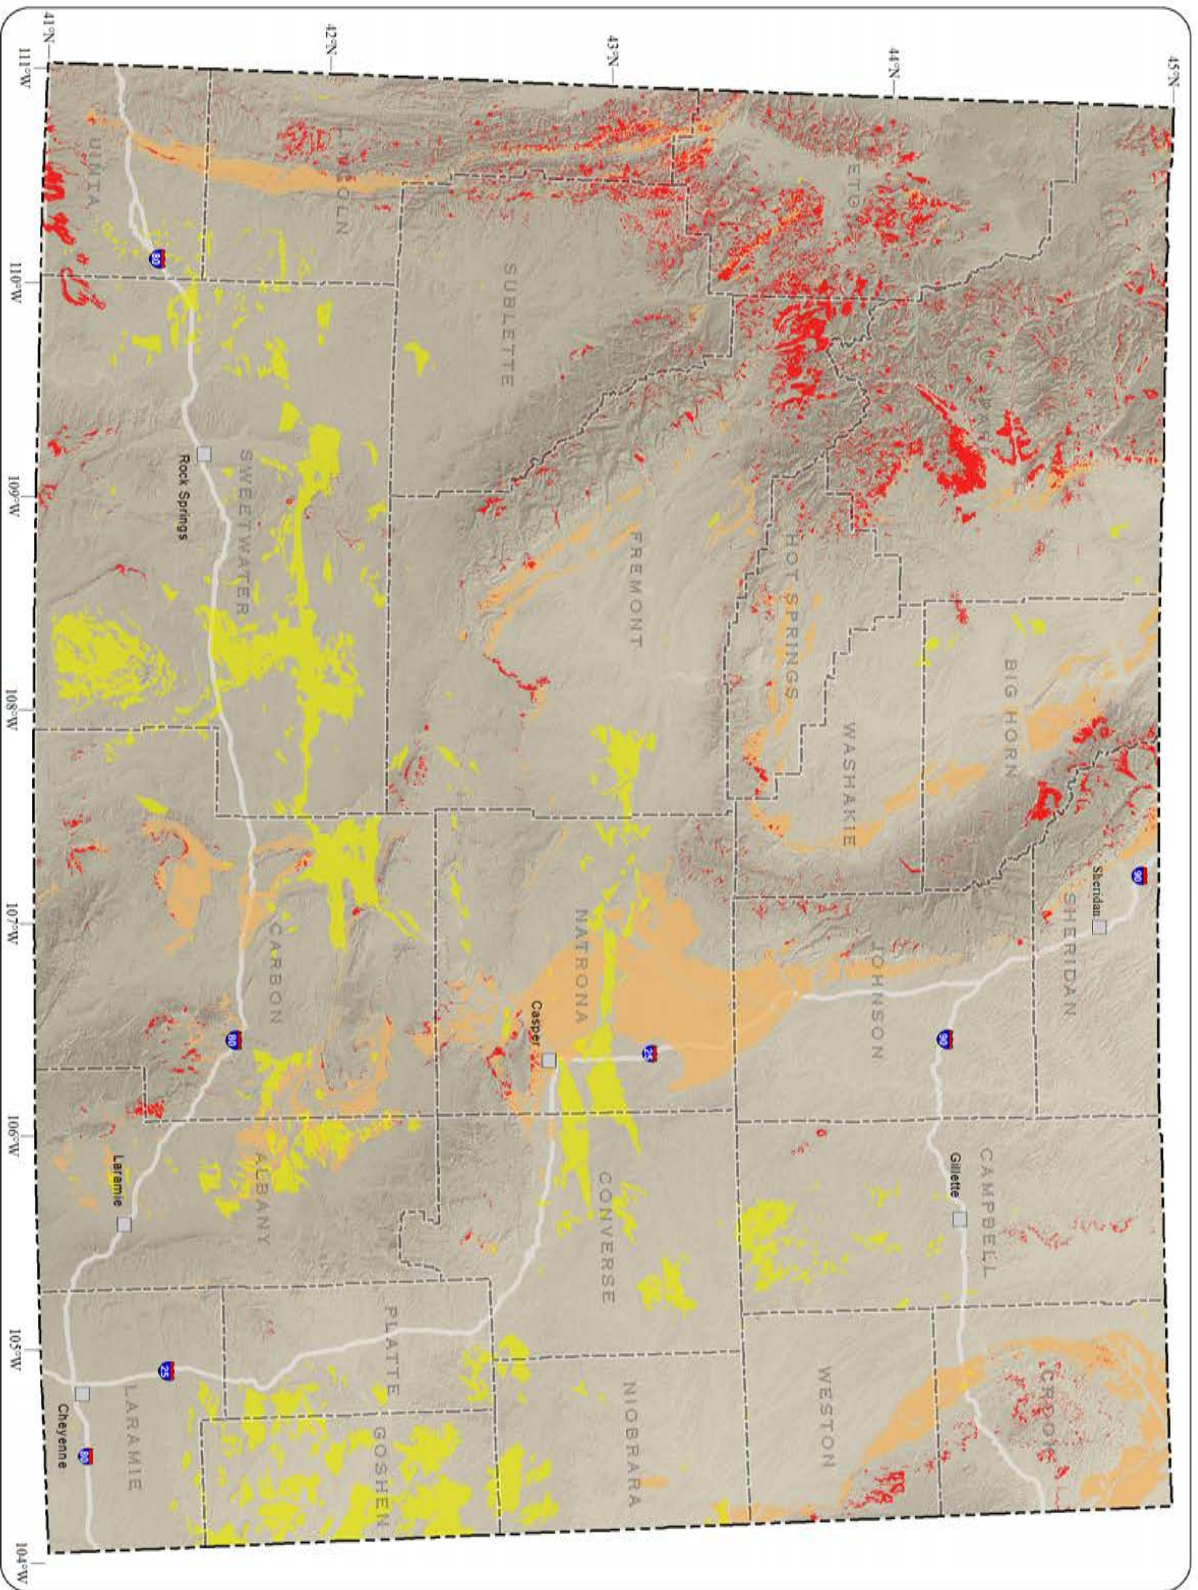 45°N
90
Sheridan
SHERIDAN
CROOK
BIG HORN
PARK
CAMPBELL
Gillette
90
44°N
TETON
JOHNSON
WASHAKIE
WESTON
HOT SPRINGS
25
FREMONT
NIOBRARA
43°N
CONVERSE
NATRONA
Casper
SUBLETTE
PLATTE
GOSHEN
42°N
LINCOLN
CARBON
ALBANY
SWEETWATER
80
Rock Springs
25
80
LARAMIE
Laramie
UINTA
80
Cheyenne
41°N
111°W
110°W
109°W
108°W
107°W
106°W
105°W
104°W